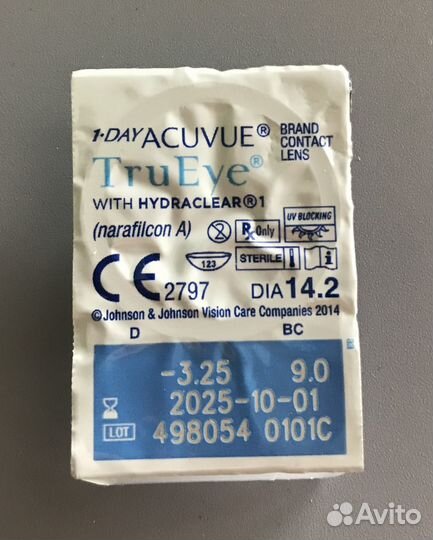 1·DAY ACUVUE® BRAND CONTACT LENS
TruEye®
WITH HYDRACLEAR®1
(narafilcon A) 2 Rx Only UV BLOCKING
CE 2797 123 STERILE i
DIA 14.2
© Johnson & Johnson Vision Care Companies 2014
D BC
-3.25 9.0
2025-10-01
LOT 498054 0101C
Avito